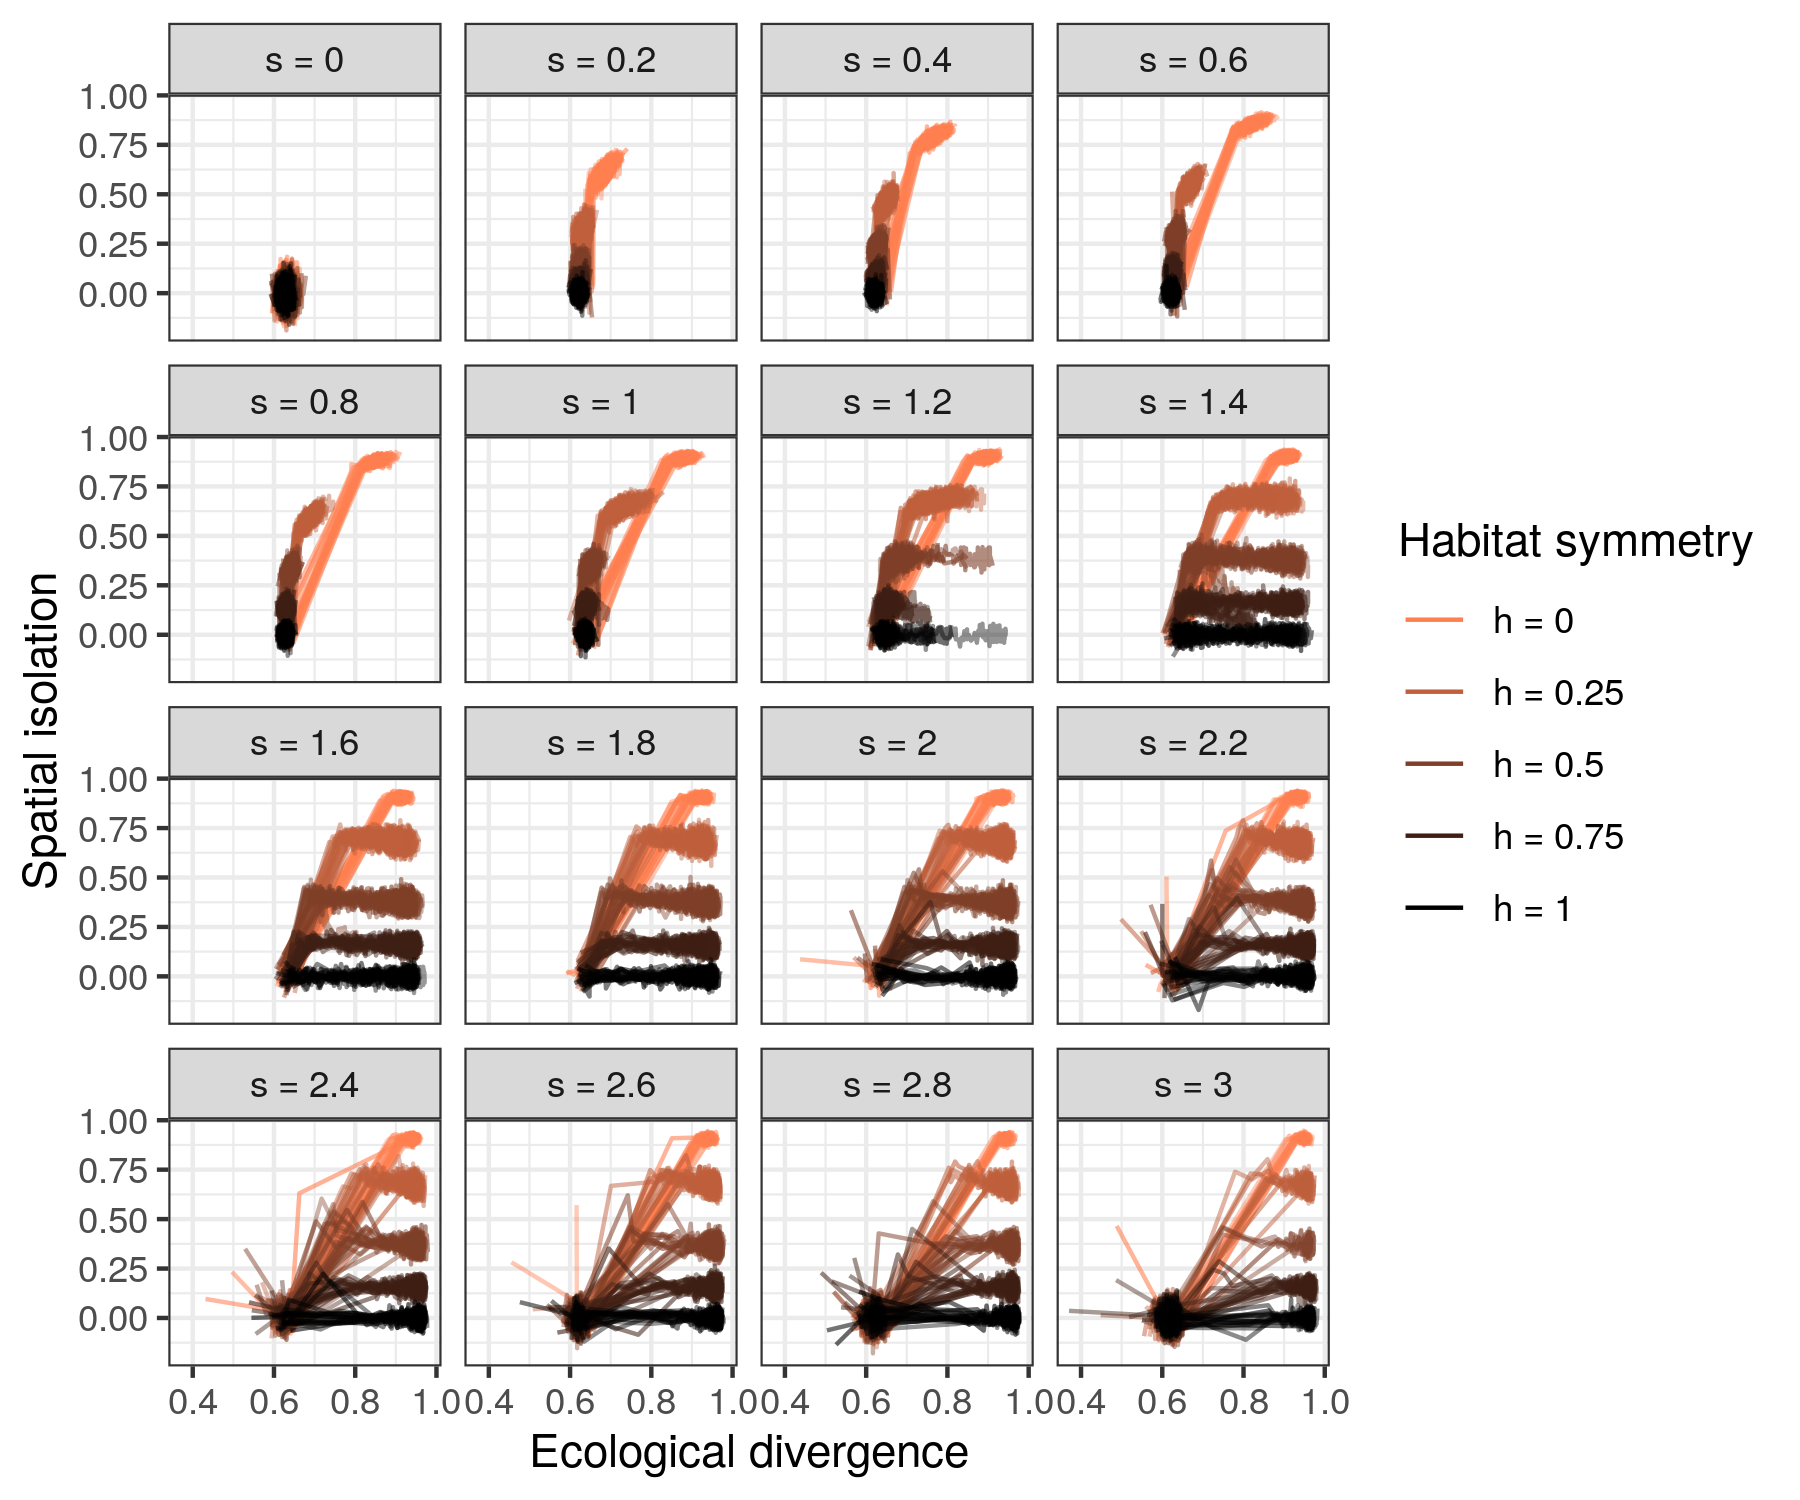 s = 0
s = 0.2
s = 0.4
s = 0.6
1.00
0.75
0.50
0.25
0.00
s = 0.8
s = 1
s = 1.2
s = 1.4
1.00
0.75
0.50
0.25
0.00
s = 1.6
s = 1.8
s = 2
s = 2.2
1.00
0.75
0.50
0.25
0.00
s = 2.4
s = 2.6
s = 2.8
s = 3
1.00
0.75
0.50
0.25
0.00
0.4 0.6 0.8 1.0 0.4 0.6 0.8 1.0 0.4 0.6 0.8 1.0 0.4 0.6 0.8 1.0
Ecological divergence
Spatial isolation
Habitat symmetry
h = 0
h = 0.25
h = 0.5
h = 0.75
h = 1